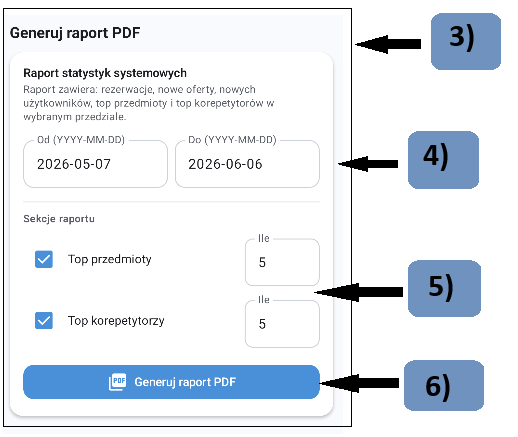 Generuj raport PDF
3)
Raport statystyk systemowych
Raport zawiera: rezerwacje, nowe oferty, nowych
użytkowników, top przedmioty i top korepetytorów w
wybranym przedziale.
Od (YYYY-MM-DD)
2026-05-07
Do (YYYY-MM-DD)
2026-06-06
4)
Sekcje raportu
Top przedmioty
Ile
5
5)
Top korepetytorzy
Ile
5
PDF
Generuj raport PDF
6)